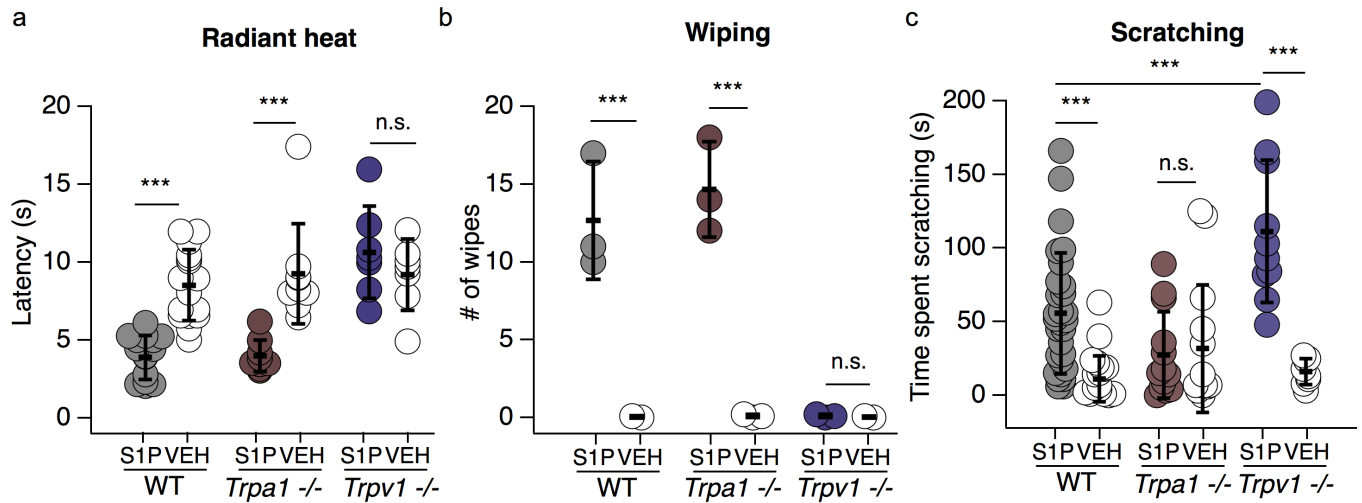 a
Radiant heat
Latency (s)
20
15
10
5
0
***
***
n.s.
S1P VEH S1P VEH S1P VEH
WT Trpa1 -/- Trpv1 -/-
b
Wiping
# of wipes
20
15
10
5
0
***
***
n.s.
S1P VEH S1P VEH S1P VEH
WT Trpa1 -/- Trpv1 -/-
c
Scratching
Time spent scratching (s)
200
150
100
50
0
***
***
***
n.s.
S1P VEH S1P VEH S1P VEH
WT Trpa1 -/- Trpv1 -/-